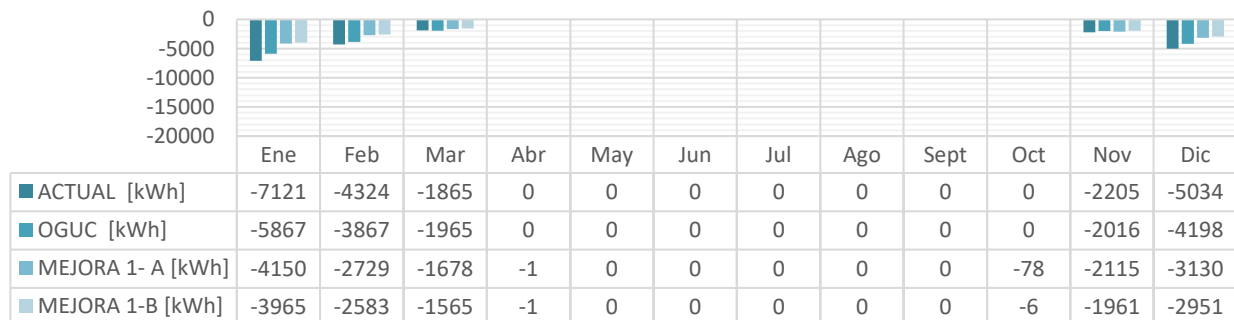 0
-5000
-10000
-15000
-20000
Ene Feb Mar Abr May Jun Jul Ago Sept Oct Nov Dic
ACTUAL [kWh] -7121 -4324 -1865 0 0 0 0 0 0 0 -2205 -5034
OGUC [kWh] -5867 -3867 -1965 0 0 0 0 0 0 0 -2016 -4198
MEJORA 1- A [kWh] -4150 -2729 -1678 -1 0 0 0 0 0 -78 -2115 -3130
MEJORA 1-B [kWh] -3965 -2583 -1565 -1 0 0 0 0 0 -6 -1961 -2951